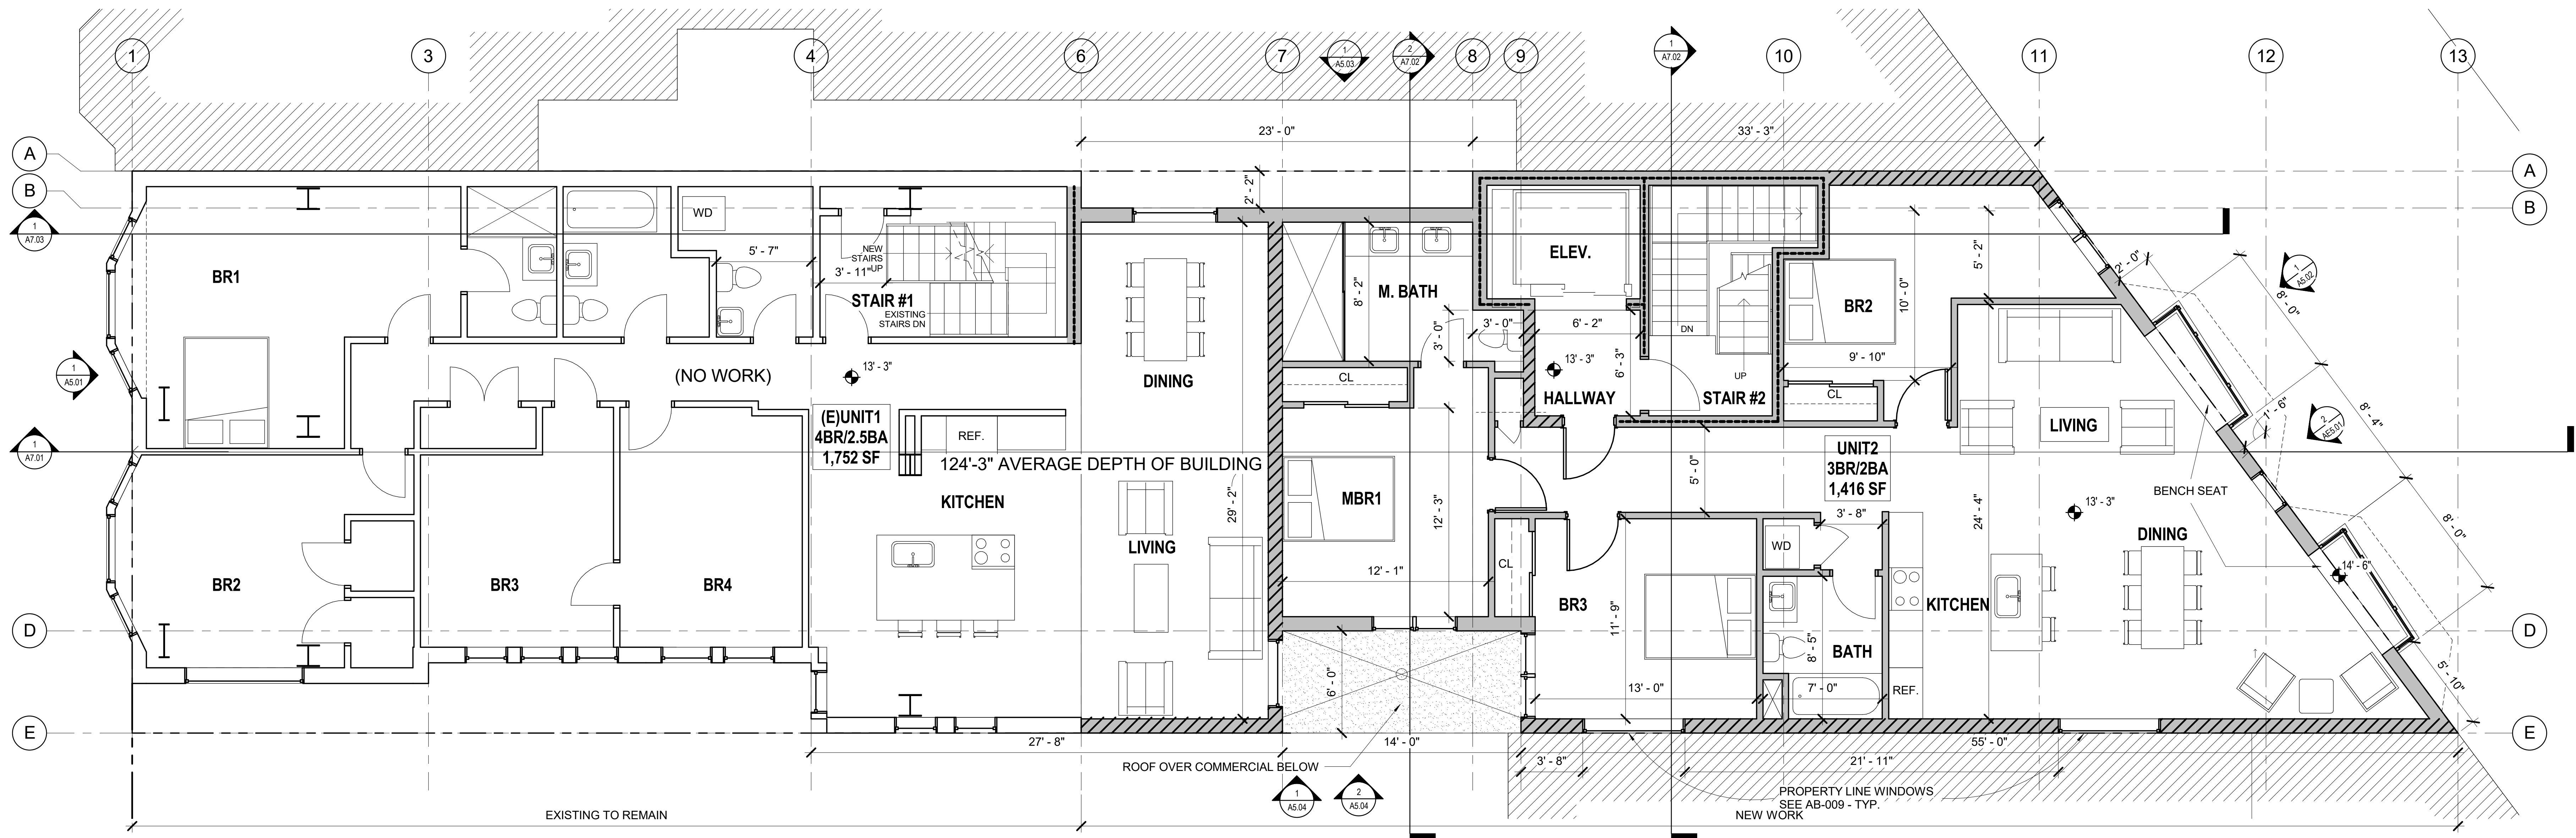 1
3
4
6
7
1
A5.03
2
A7.02
8
9
1
A7.02
10
11
12
13
23' - 0"
33' - 3"
A
A
B
B
2' - 2"
1
A7.03
WD
5' - 7"
NEW
STAIRS
UP
3' - 11"
STAIR #1
EXISTING
STAIRS DN
BR1
ELEV.
M. BATH
8' - 2"
3' - 0"
3' - 0"
6' - 2"
13' - 3"
6' - 3"
HALLWAY
DN
UP
STAIR #2
BR2
10' - 0"
5' - 2"
9' - 10"
CL
2' - 0"
8' - 0"
1
A5.02
1' - 6"
8' - 4"
2
AE5.01
1
A5.01
(NO WORK)
13' - 3"
DINING
CL
LIVING
(E)UNIT1
4BR/2.5BA
1,752 SF
REF.
1
A7.01
124'-3" AVERAGE DEPTH OF BUILDING
KITCHEN
29' - 2"
MBR1
12' - 3"
5' - 0"
UNIT2
3BR/2BA
1,416 SF
BENCH SEAT
13' - 3"
3' - 8"
24' - 4"
DINING
8' - 0"
LIVING
WD
BR2
BR3
BR4
12' - 1"
CL
14' - 6"
BR3
11' - 9"
KITCHEN
D
D
8' - 5"
BATH
6' - 0"
13' - 0"
7' - 0"
REF.
5' - 10"
E
E
27' - 8"
14' - 0"
55' - 0"
3' - 8"
21' - 11"
ROOF OVER COMMERCIAL BELOW
1
A5.04
2
A5.04
PROPERTY LINE WINDOWS
SEE AB-009 - TYP.
EXISTING TO REMAIN
NEW WORK